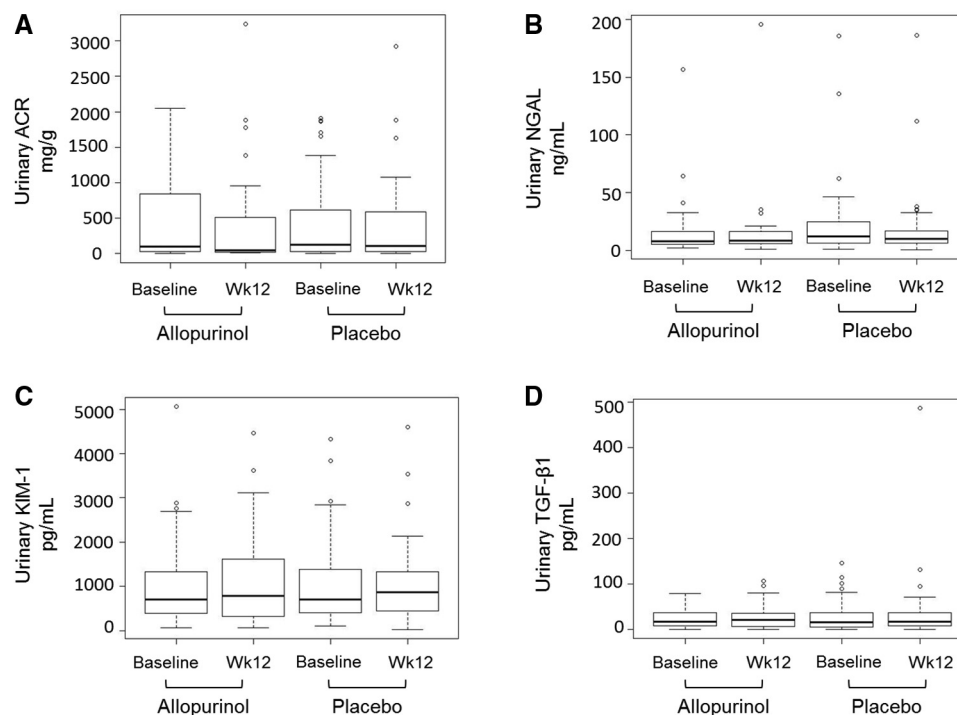 A
Urinary ACR
mg/g
3000
2000
1500
1000
500
0
Baseline Wk12 Baseline Wk12
Allopurinol Placebo
B
Urinary NGAL
ng/mL
200
150
100
50
0
Baseline Wk12 Baseline Wk12
Allopurinol Placebo
C
Urinary KIM-1
pg/mL
5000
4000
3000
2000
1000
0
Baseline Wk12 Baseline Wk12
Allopurinol Placebo
D
Urinary TGF-β1
pg/mL
500
400
300
200
100
0
Baseline Wk12 Baseline Wk12
Allopurinol Placebo